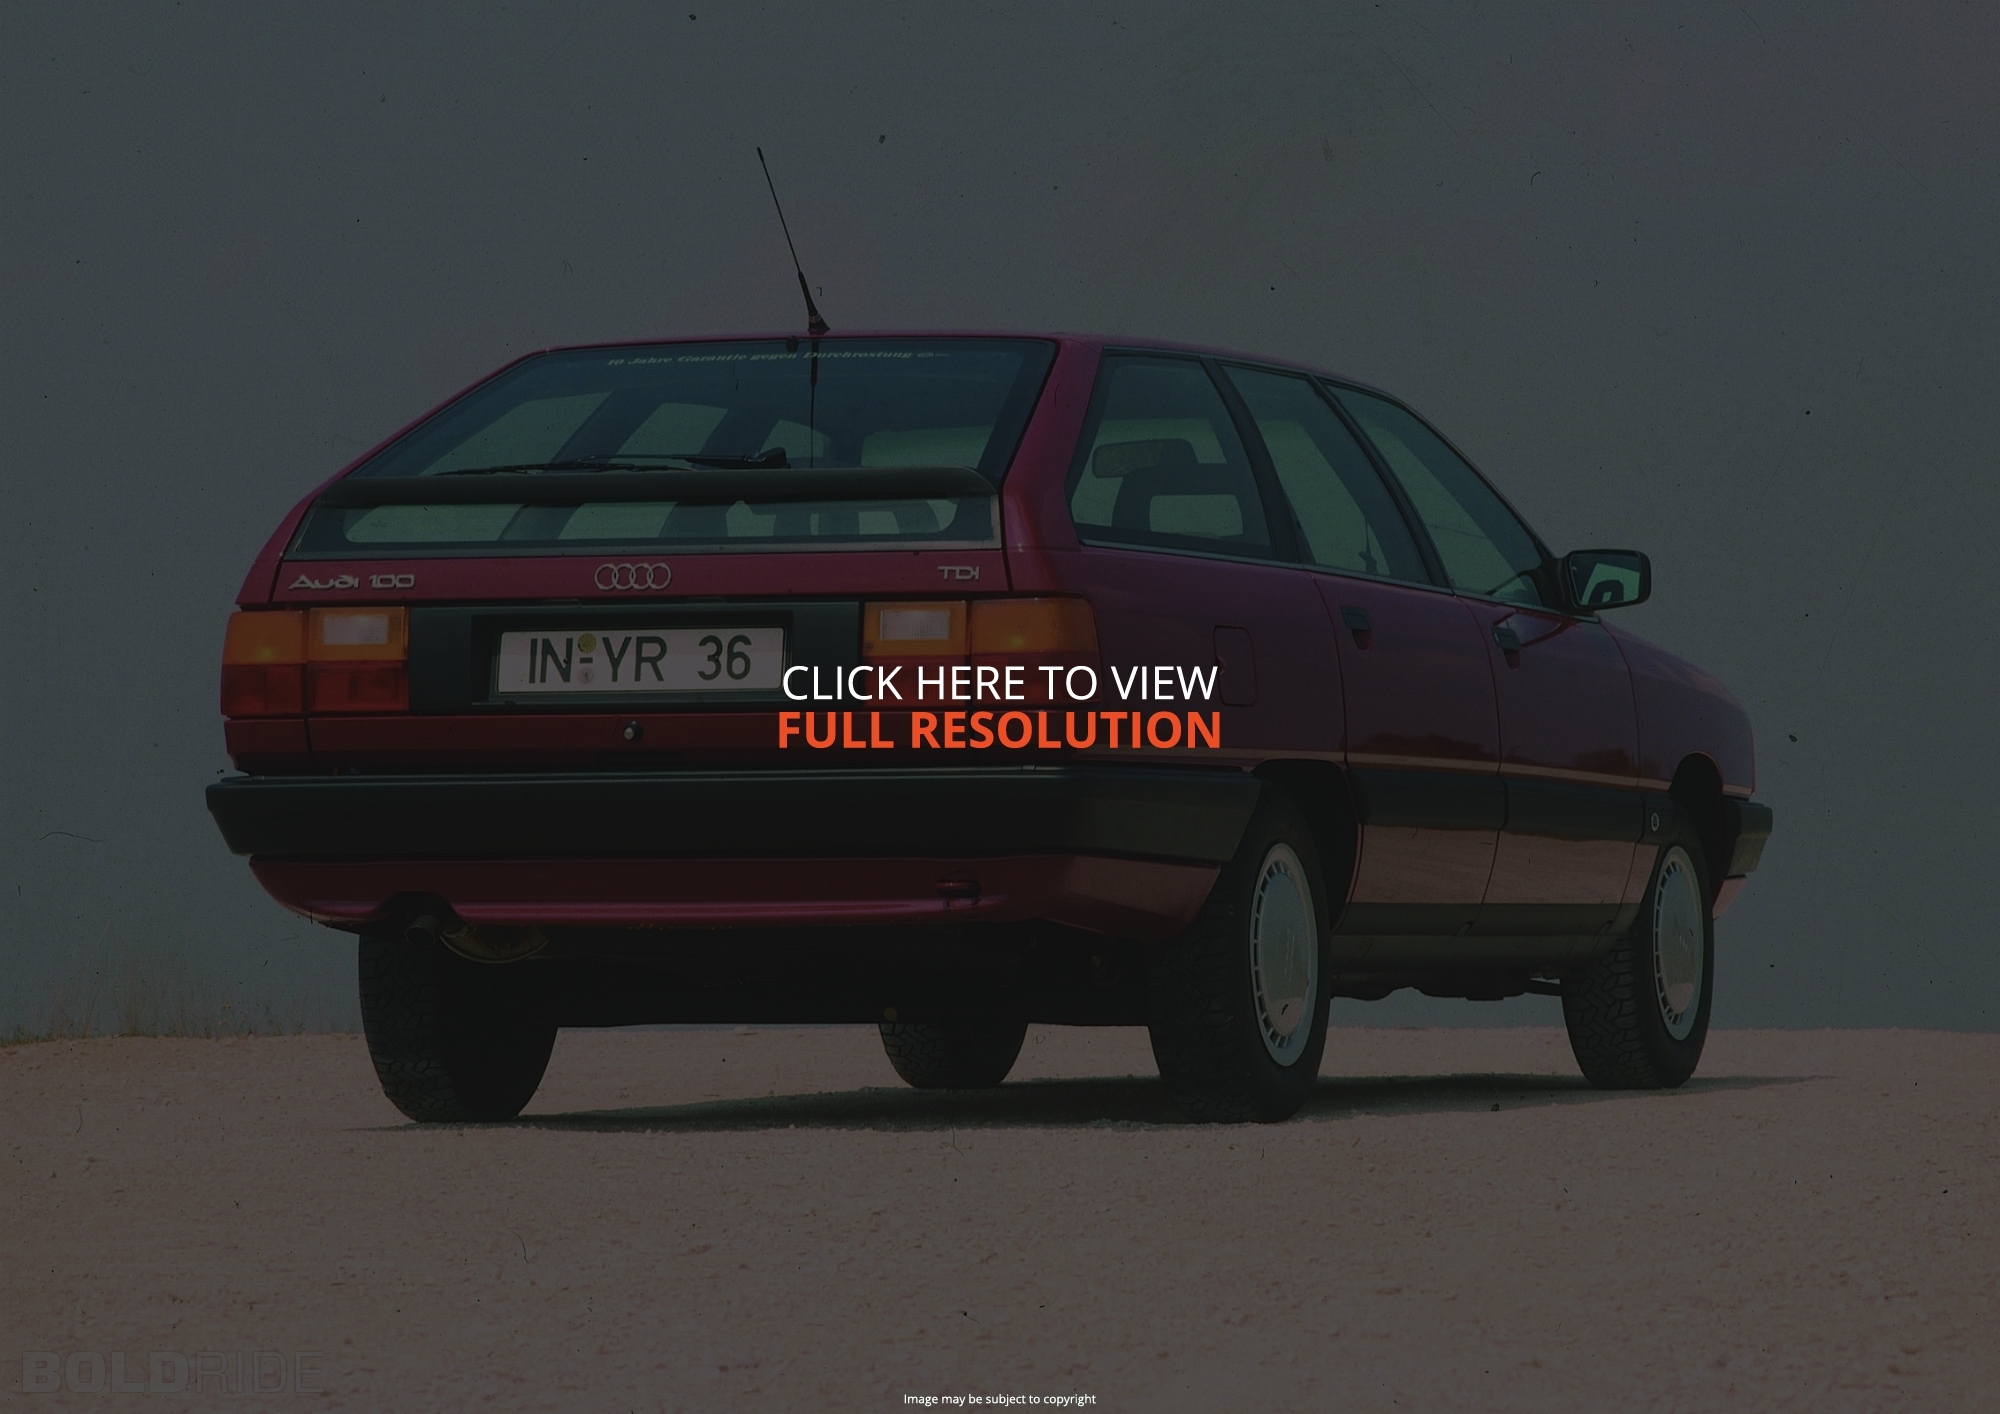 10 Jahre Garantie gegen Durchrostung
Audi 100
TDI
IN-YR 36
CLICK HERE TO VIEW
FULL RESOLUTION
BOLDRIDE
Image may be subject to copyright